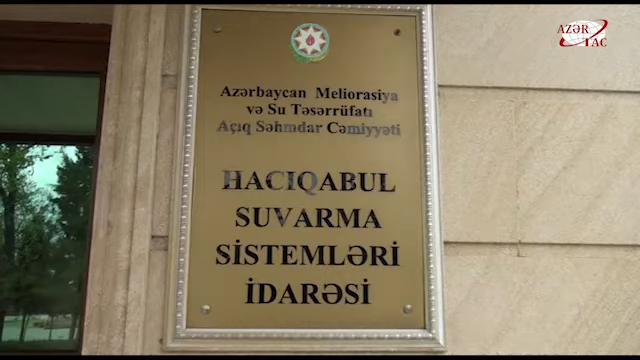 AZƏR
TAC
Azərbaycan Meliorasiya
və Su Təsərrüfatı
Açıq Səhmdar Cəmiyyəti
HACIQABUL
SUVARMA
SİSTEMLƏRİ
İDARƏSİ